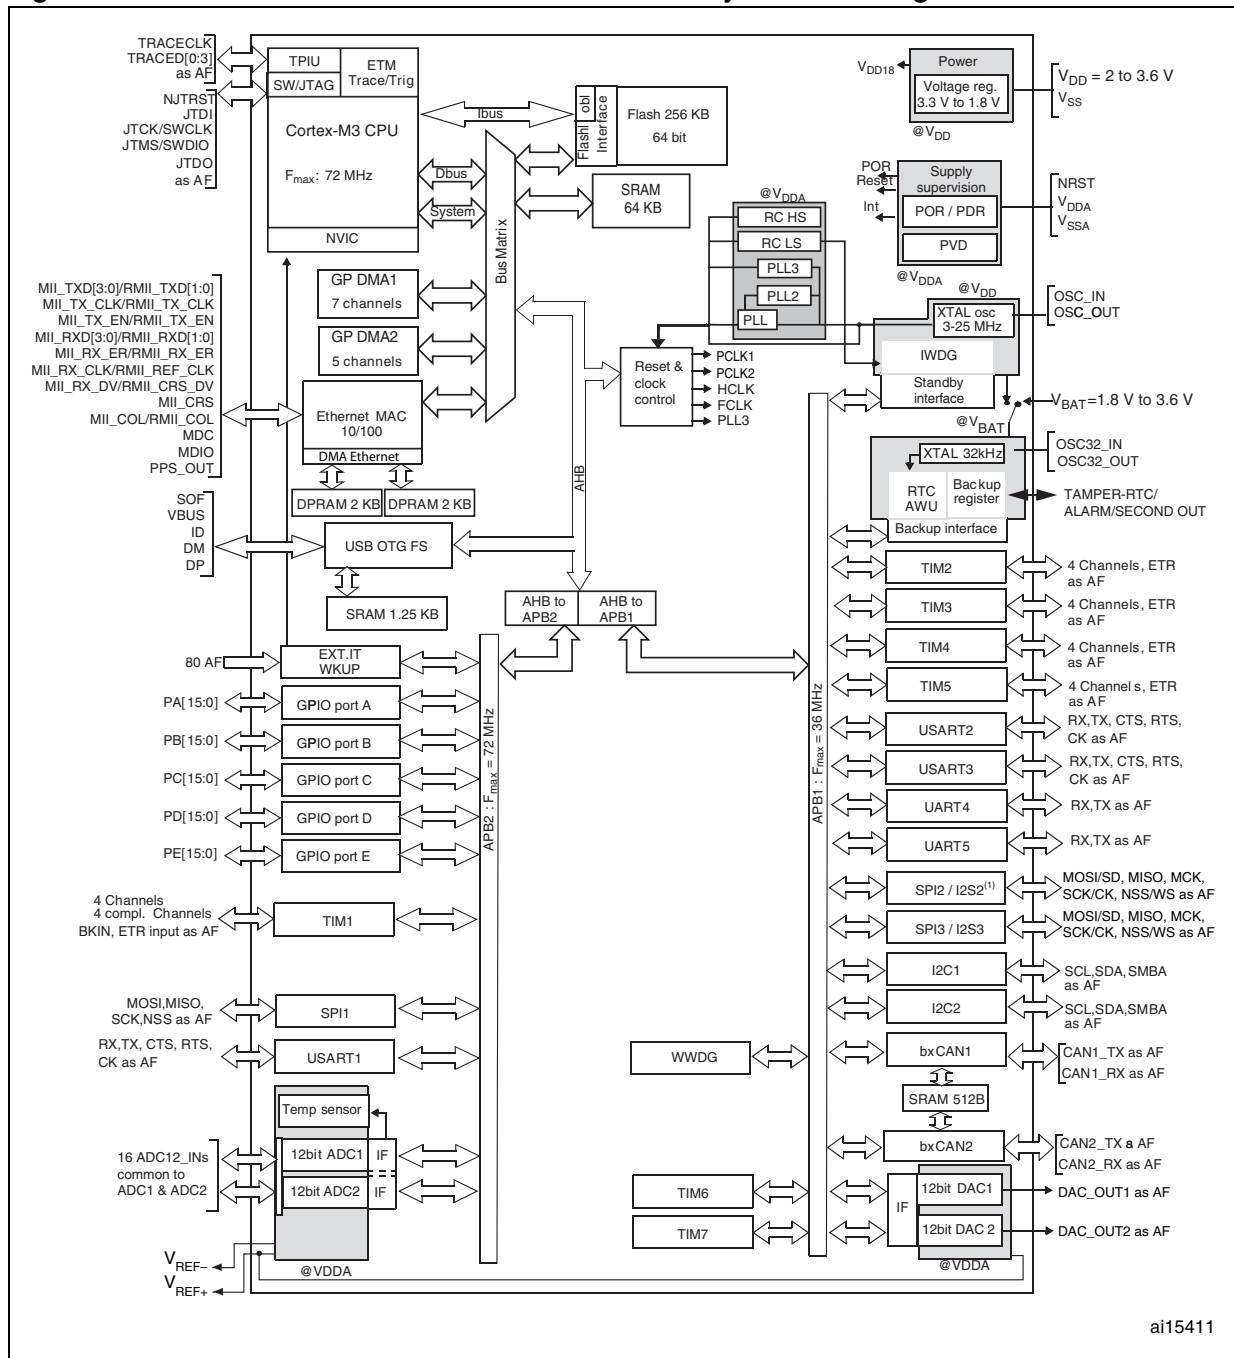 TRACECLK
TRACED[0:3]
as AF
NJTRST
JTDI
JTCK/SWCLK
JTMS/SWDIO
JTDO
as AF
TPIU
ETM
Trace/Trig
SW/JTAG
Cortex-M3 CPU
Fmax: 72 MHz
NVIC
Ibus
Dbus
System
Bus Matrix
Flashl obl
Interface
Flash 256 KB
64 bit
SRAM
64 KB
VDD18
Power
Voltage reg.
3.3 V to 1.8 V
@VDD
VDD = 2 to 3.6 V
VSS
POR
Reset
Int
Supply
supervision
POR / PDR
PVD
@VDDA
NRST
VDDA
VSSA
@VDDA
RC HS
RC LS
PLL3
PLL2
PLL
@VDD
XTAL osc
3-25 MHz
IWDG
Standby
interface
OSC_IN
OSC_OUT
GP DMA1
7 channels
GP DMA2
5 channels
MII_TXD[3:0]/RMII_TXD[1:0]
MII_TX_CLK/RMII_TX_CLK
MII_TX_EN/RMII_TX_EN
MII_RXD[3:0]/RMII_RXD[1:0]
MII_RX_ER/RMII_RX_ER
MII_RX_CLK/RMII_REF_CLK
MII_RX_DV/RMII_CRS_DV
MII_CRS
MII_COL/RMII_COL
MDC
MDIO
PPS_OUT
Ethernet MAC
10/100
DMA Ethernet
DPRAM 2 KB
DPRAM 2 KB
Reset &
clock
control
PCLK1
PCLK2
HCLK
FCLK
PLL3
VBAT=1.8 V to 3.6 V
@VBAT
XTAL 32kHz
RTC
AWU
Backup
register
Backup interface
OSC32_IN
OSC32_OUT
TAMPER-RTC/
ALARM/SECOND OUT
AHB
SOF
VBUS
ID
DM
DP
USB OTG FS
SRAM 1.25 KB
AHB to
APB2
AHB to
APB1
80 AF
EXT.IT
WKUP
PA[15:0]
GPIO port A
PB[15:0]
GPIO port B
PC[15:0]
GPIO port C
PD[15:0]
GPIO port D
PE[15:0]
GPIO port E
4 Channels
4 compl. Channels
BKIN, ETR input as AF
TIM1
MOSI,MISO,
SCK,NSS as AF
SPI1
RX,TX, CTS, RTS,
CK as AF
USART1
Temp sensor
16 ADC12_INs
common to
ADC1 & ADC2
12bit ADC1
IF
12bit ADC2
IF
VREF–
VREF+
@VDDA
APB2 : Fmax = 72 MHz
APB1 : Fmax = 36 MHz
TIM2
4 Channels, ETR
as AF
TIM3
4 Channels, ETR
as AF
TIM4
4 Channels, ETR
as AF
TIM5
4 Channels, ETR
as AF
USART2
RX,TX, CTS, RTS,
CK as AF
USART3
RX,TX, CTS, RTS,
CK as AF
UART4
RX,TX as AF
UART5
RX,TX as AF
SPI2 / I2S2(1)
MOSI/SD, MISO, MCK,
SCK/CK, NSS/WS as AF
SPI3 / I2S3
MOSI/SD, MISO, MCK,
SCK/CK, NSS/WS as AF
I2C1
SCL,SDA,SMBA
as AF
I2C2
SCL,SDA,SMBA
as AF
WWDG
bxCAN1
CAN1_TX as AF
CAN1_RX as AF
SRAM 512B
bxCAN2
CAN2_TX a AF
CAN2_RX as AF
TIM6
TIM7
IF
12bit DAC1
DAC_OUT1 as AF
12bit DAC 2
DAC_OUT2 as AF
@VDDA
ai15411